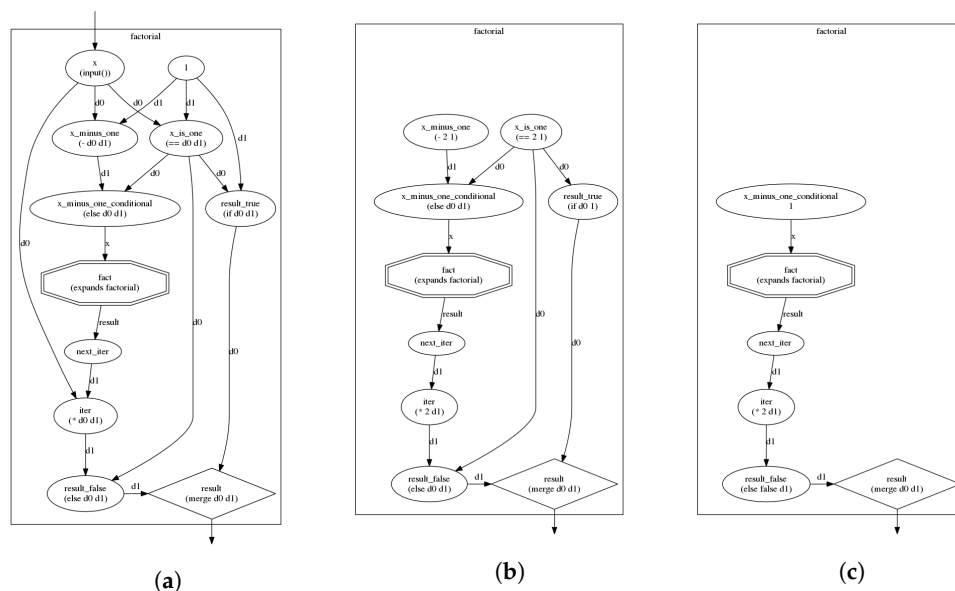 factorial
x
(input())
1
d0
d0
d1
d1
d1
x_minus_one
(- d0 d1)
x_is_one
(== d0 d1)
d1
d0
d0
x_minus_one_conditional
(else d0 d1)
result_true
(if d0 d1)
d0
x
fact
(expands factorial)
result
d0
d0
next_iter
d1
iter
(* d0 d1)
d1
result_false
(else d0 d1)
d1
result
(merge d0 d1)
(a)
factorial
x_minus_one
(- 2 1)
x_is_one
(== 2 1)
d1
d0
d0
x_minus_one_conditional
(else d0 d1)
result_true
(if d0 1)
x
fact
(expands factorial)
result
d0
d0
next_iter
d1
iter
(* 2 d1)
d1
result_false
(else d0 d1)
d1
result
(merge d0 d1)
(b)
factorial
x_minus_one_conditional
1
x
fact
(expands factorial)
result
next_iter
d1
iter
(* 2 d1)
d1
result_false
(else false d1)
d1
result
(merge d0 d1)
(c)